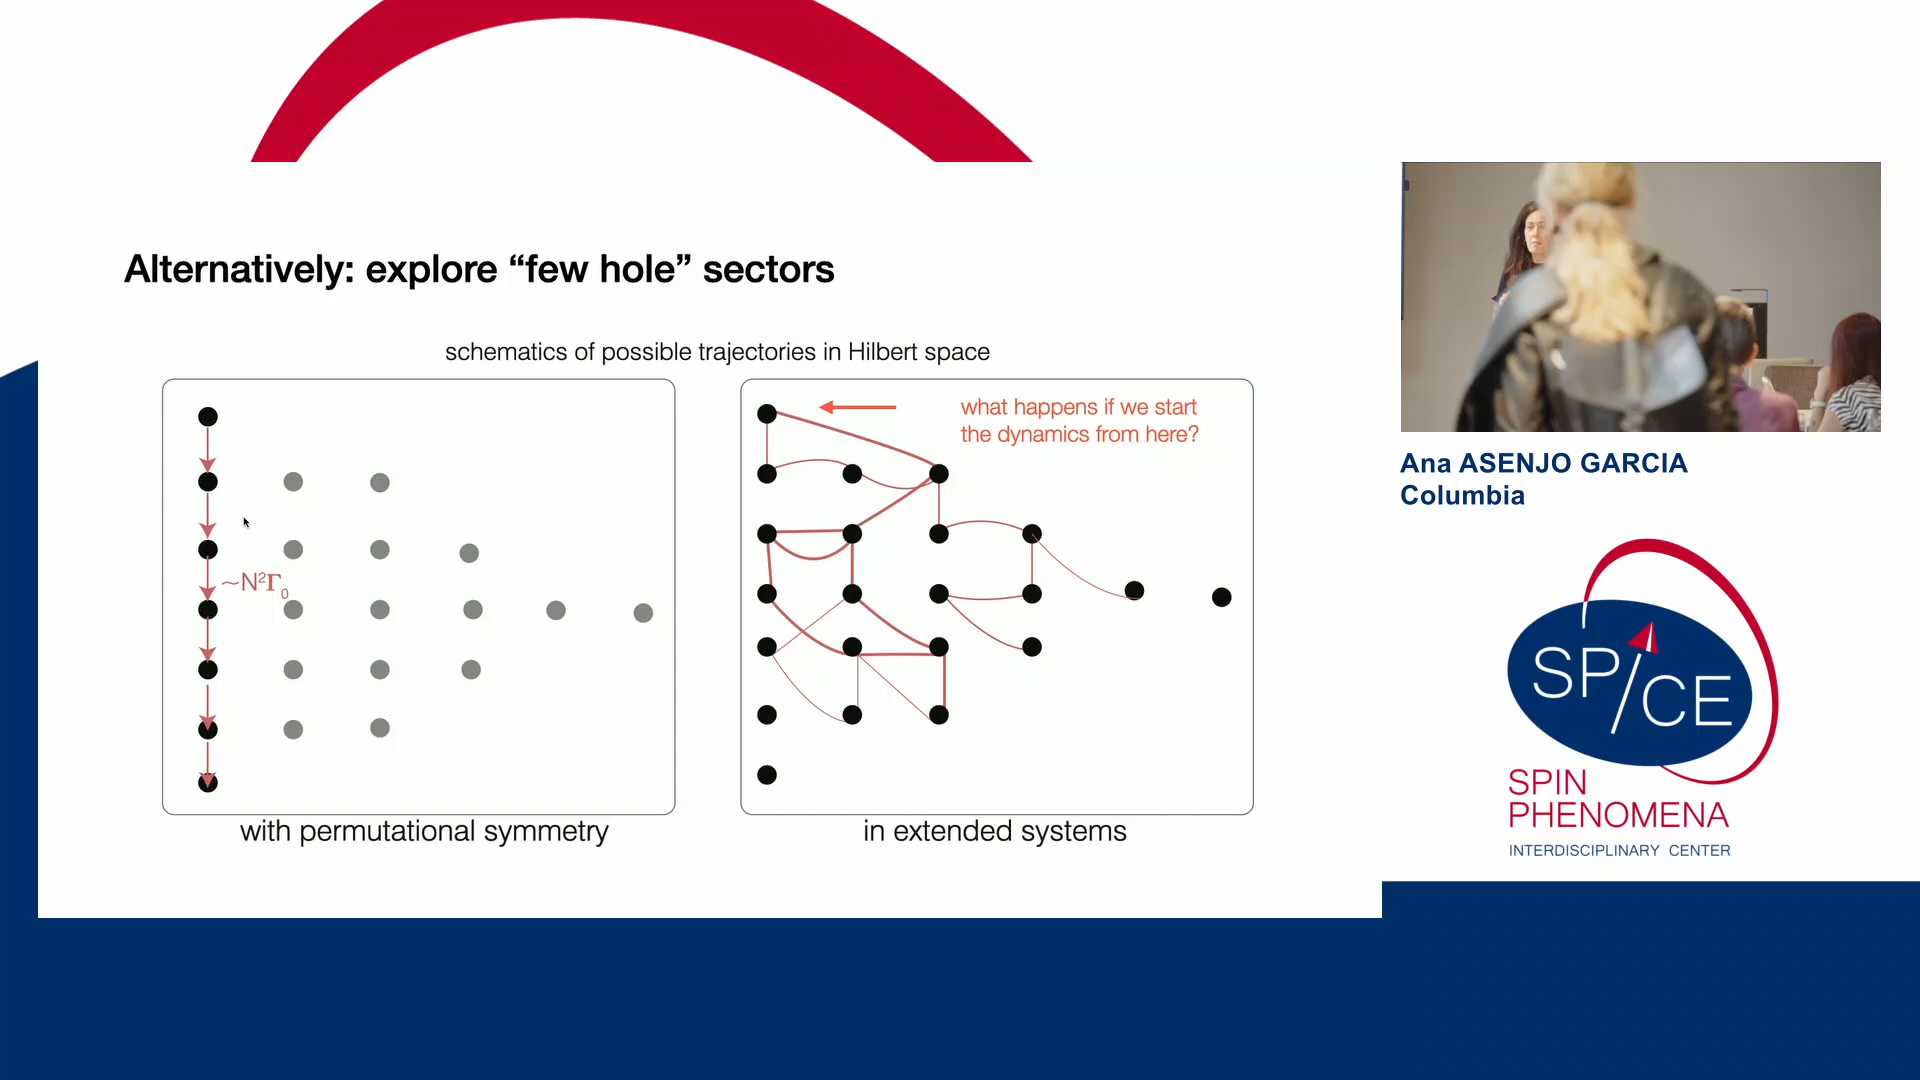 Alternatively: explore “few hole” sectors
schematics of possible trajectories in Hilbert space
~N²Γ₀
with permutational symmetry
what happens if we start
the dynamics from here?
in extended systems
Ana ASENJO GARCIA
Columbia
SP/CE
SPIN
PHENOMENA
INTERDISCIPLINARY CENTER